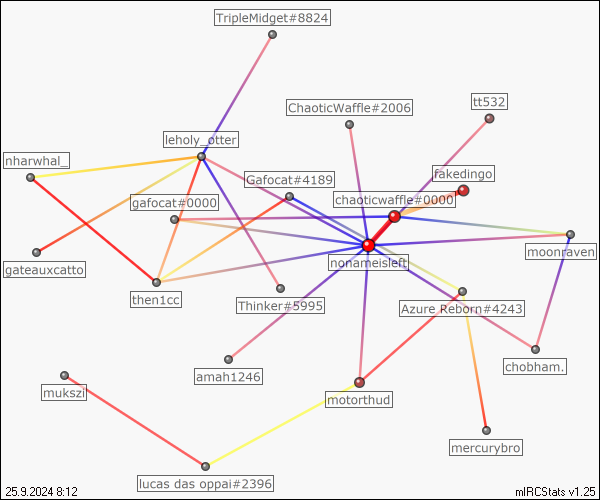 TripleMidget#8824
ChaoticWaffle#2006
tt532
leholy_otter
nharwhal_
Gafocat#4189
fakedingo
gafocat#0000
chaoticwaffle#0000
nonameisleft
moonraven
gateauxcatto
then1cc
Thinker#5995
Azure Reborn#4243
chobham.
amah1246
mukszi
motorthud
mercurybro
lucas das oppai#2396
25.9.2024 8:12
mIRCStats v1.25